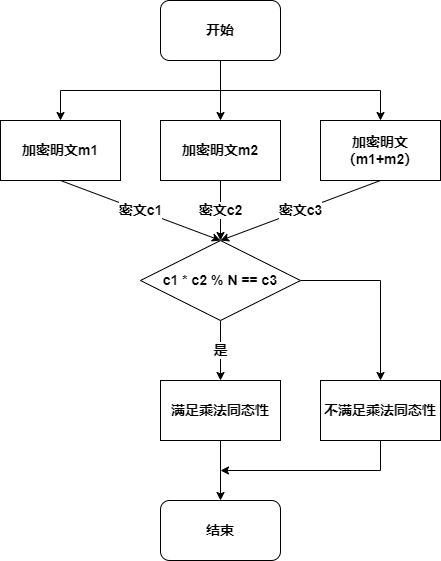 开始
加密明文m1
加密明文m2
加密明文
（m1+m2）
密文c1
密文c2
密文c3
c1 * c2 % N == c3
是
满足乘法同态性
不满足乘法同态性
结束